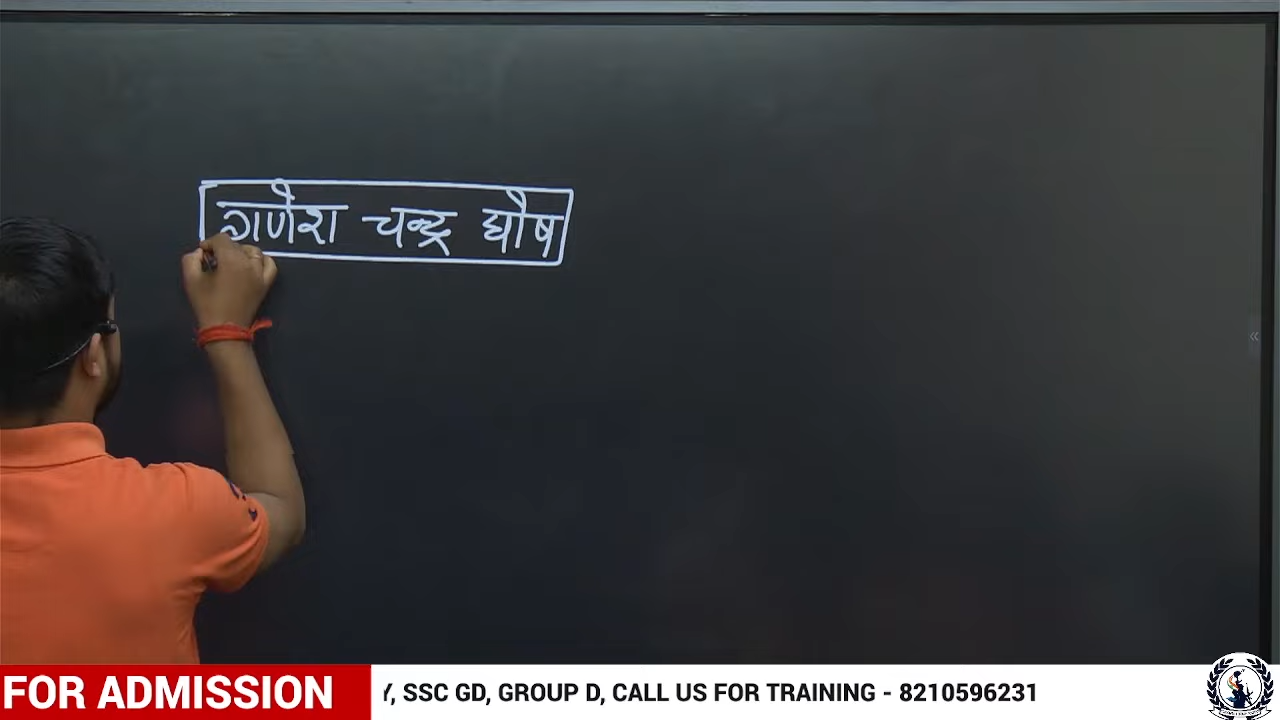 गणेश चन्द्र घोष
FOR ADMISSION
Y, SSC GD, GROUP D, CALL US FOR TRAINING - 8210596231